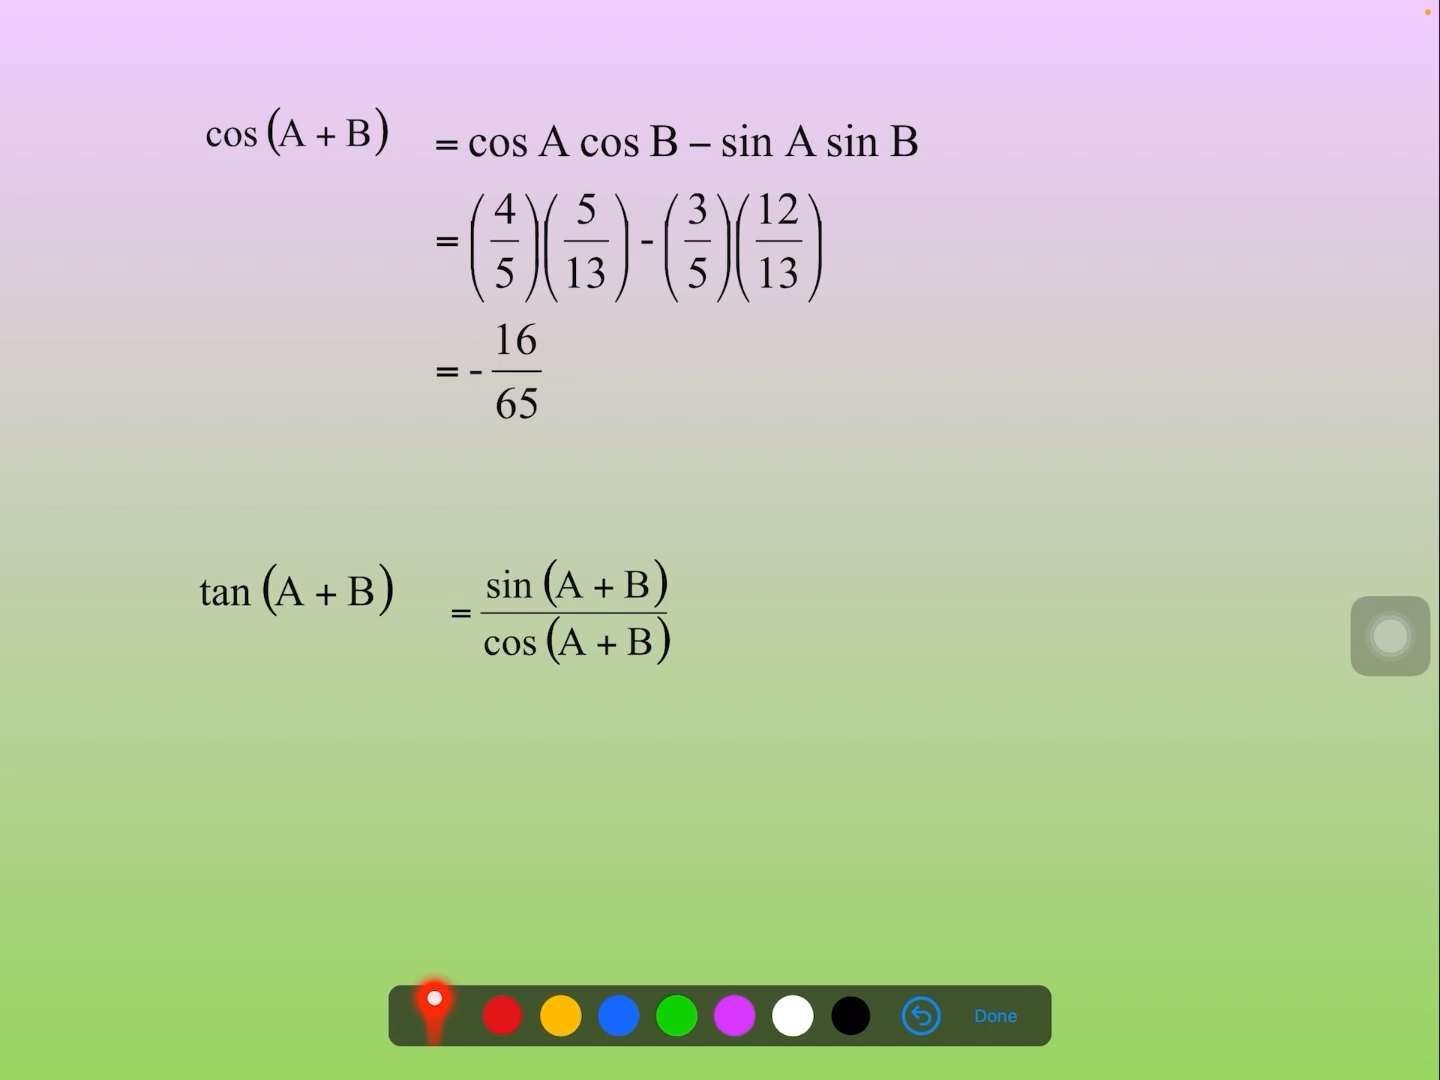 cos (A + B) = cos A cos B – sin A sin B
= (4/5)(5/13) - (3/5)(12/13)
= - 16/65
tan (A + B) = sin (A + B) / cos (A + B)
Done